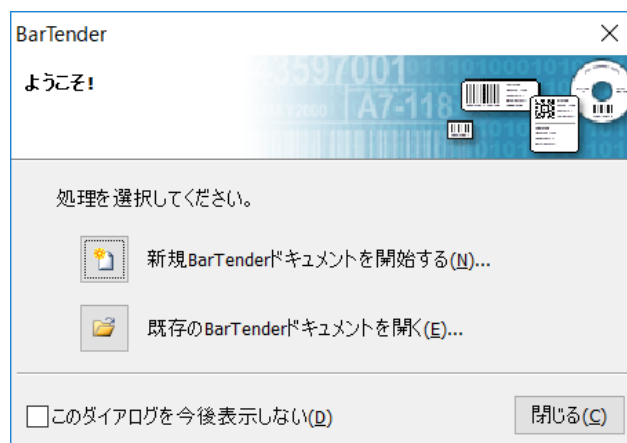 BarTender
ようこそ!
43597001
A7-118
処理を選択してください。
新規BarTenderドキュメントを開始する(N)...
既存のBarTenderドキュメントを開く(E)...
このダイアログを今後表示しない(D)
閉じる(C)